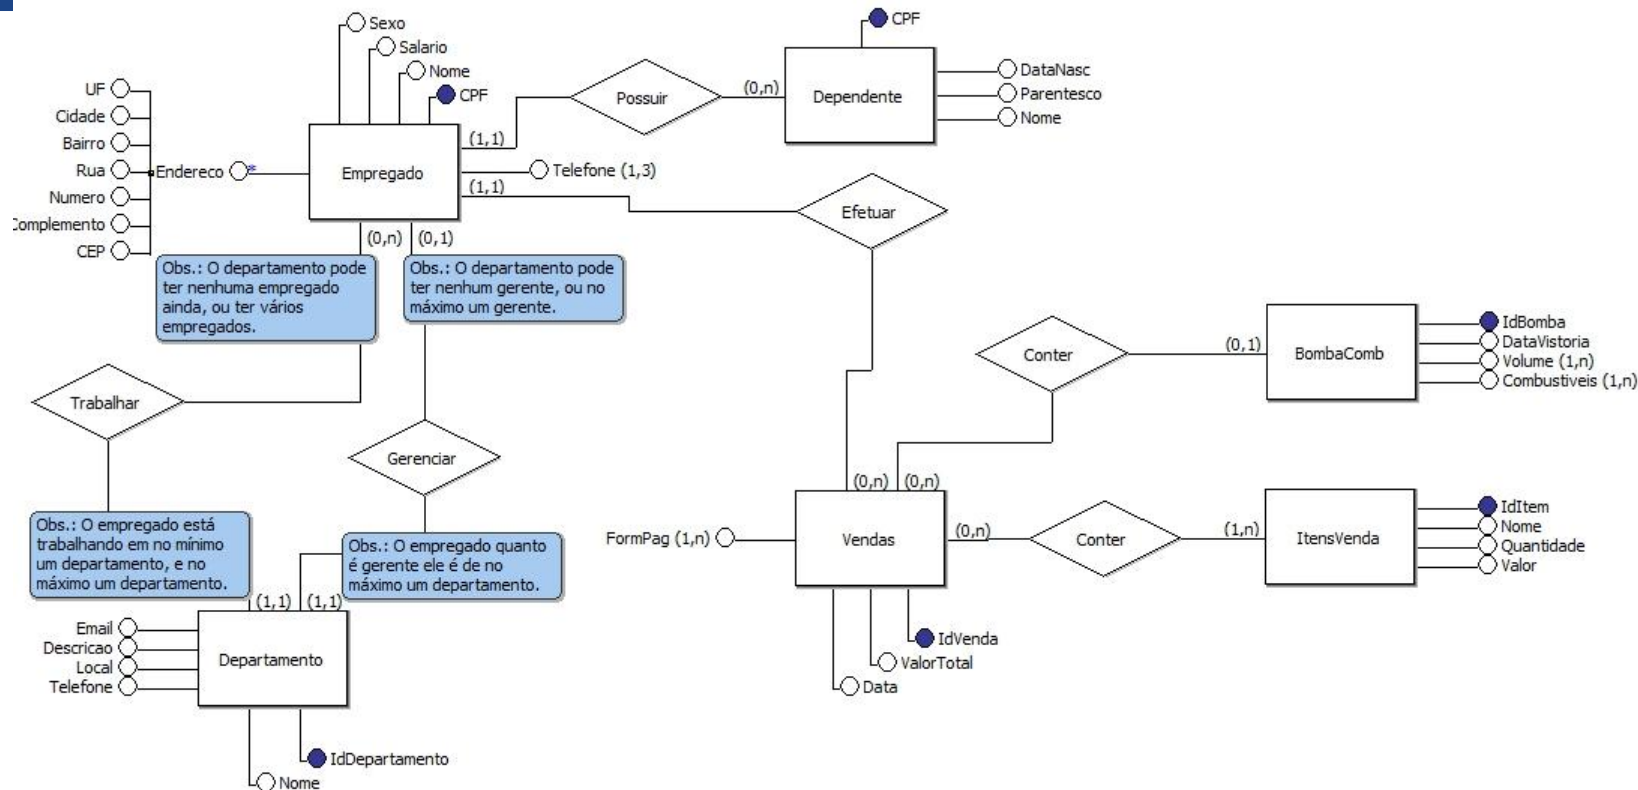 Sexo
Salario
Nome
CPF
UF
Cidade
Bairro
Rua
Numero
Complemento
CEP
Endereco *
Empregado
(1,1)
Possuir
(0,n)
CPF
Dependente
DataNasc
Parentesco
Nome
Telefone (1,3)
(1,1)
Efetuar
(0,n)
(0,1)
Obs.: O departamento pode
ter nenhuma empregado
ainda, ou ter vários
empregados.
Obs.: O departamento pode
ter nenhum gerente, ou no
máximo um gerente.
Trabalhar
Gerenciar
Obs.: O empregado está
trabalhando em no mínimo
um departamento, e no
máximo um departamento.
Obs.: O empregado quanto
é gerente ele é de no
máximo um departamento.
(1,1)
(1,1)
Email
Descricao
Local
Telefone
Departamento
IdDepartamento
Nome
Conter
(0,1)
BombaComb
IdBomba
DataVistoria
Volume (1,n)
Combustiveis (1,n)
(0,n)
(0,n)
FormPag (1,n)
Vendas
(0,n)
Conter
(1,n)
ItensVenda
IdItem
Nome
Quantidade
Valor
IdVenda
ValorTotal
Data